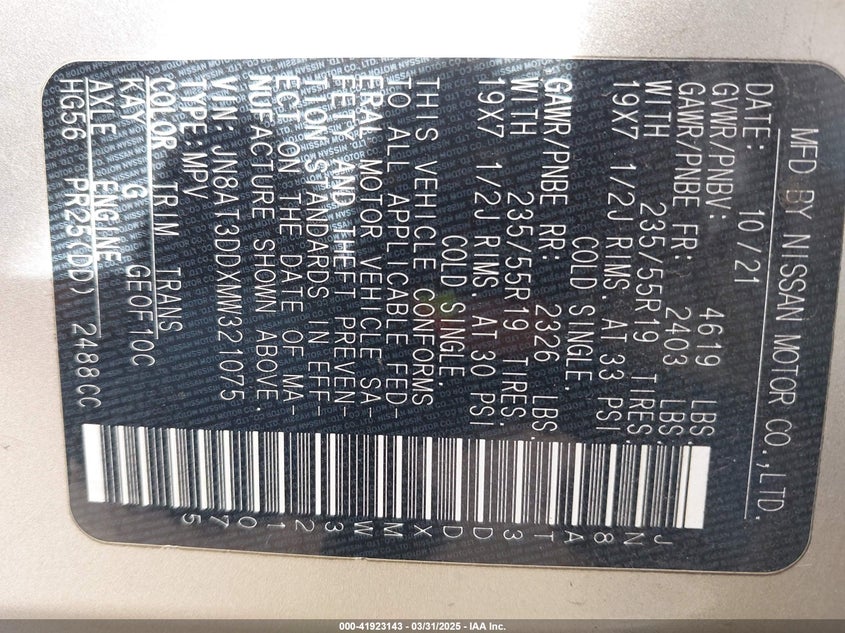 MFD BY NISSAN MOTOR CO.,LTD.
DATE: 10/21
GVWR/PNBV: 4619 LBS.
GAWR/PNBE FR: 2403 LBS.
WITH 235/55R19 TIRES.
19X7 1/2J RIMS. AT 33 PSI
COLD SINGLE.
GAWR/PNBE RR: 2326 LBS.
WITH 235/55R19 TIRES.
19X7 1/2J RIMS. AT 30 PSI
COLD SINGLE.
THIS VEHICLE CONFORMS
TO ALL APPLICABLE FED-
ERAL MOTOR VEHICLE SA-
FETY AND THEFT PREVEN-
TION STANDARDS IN EFF-
ECT ON THE DATE OF MA-
NUFACTURE SHOWN ABOVE.
VIN: JN8AT3DDXMW321075
TYPE: MPV
COLOR TRIM TRANS
KAY G GEOF10C
AXLE ENGINE
HG56 PR25(DD) 2488CC
JN8AT3DDXMW321075
000-41923143 - 03/31/2025 - IAA Inc.